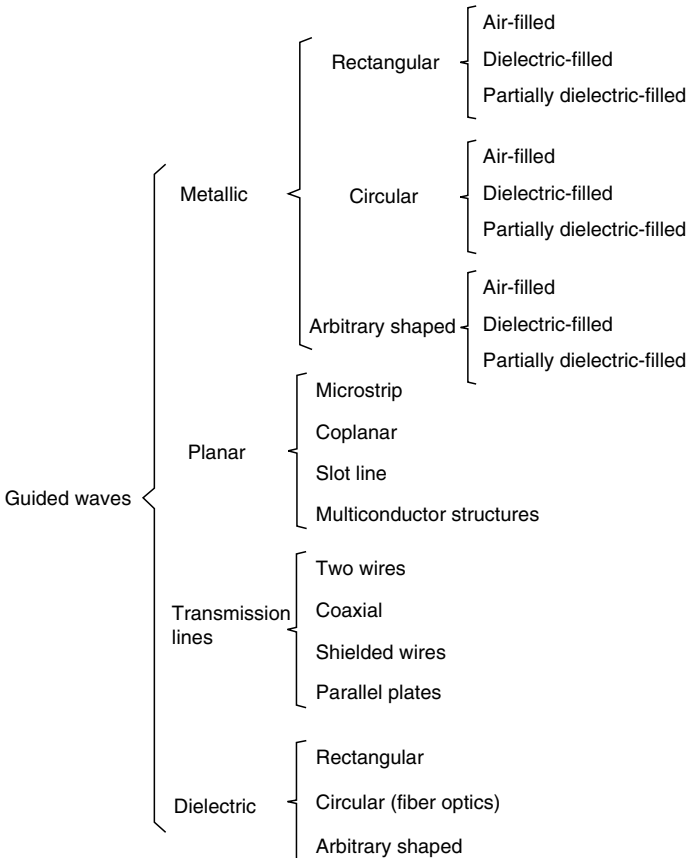 Guided waves
Metallic
Rectangular
Air-filled
Dielectric-filled
Partially dielectric-filled
Circular
Air-filled
Dielectric-filled
Partially dielectric-filled
Arbitrary shaped
Air-filled
Dielectric-filled
Partially dielectric-filled
Planar
Microstrip
Coplanar
Slot line
Multiconductor structures
Transmission
lines
Two wires
Coaxial
Shielded wires
Parallel plates
Dielectric
Rectangular
Circular (fiber optics)
Arbitrary shaped